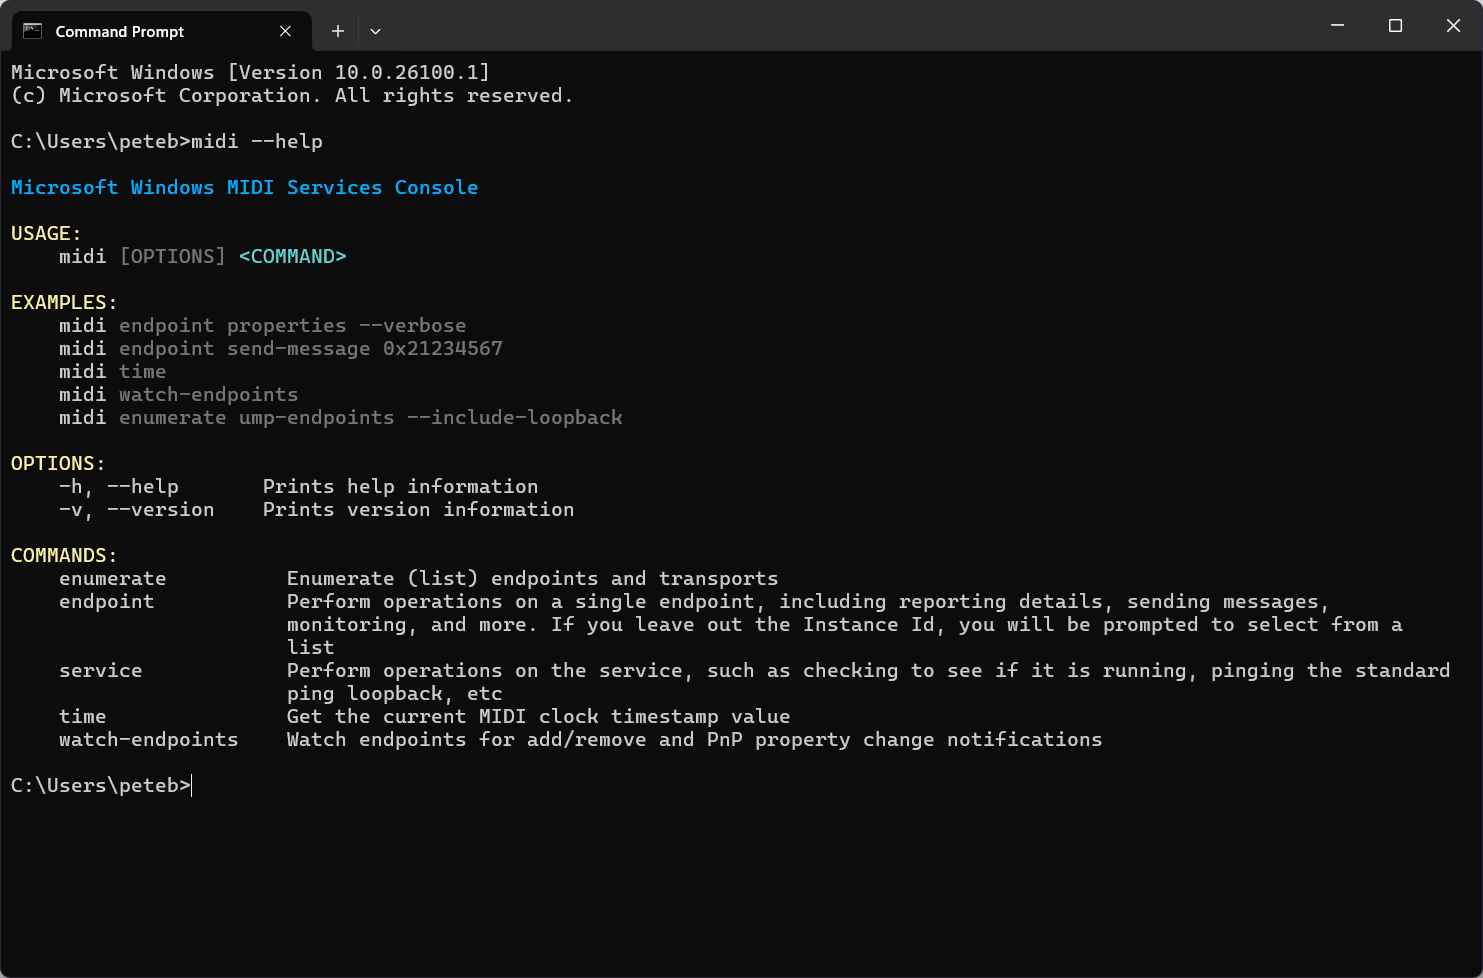 Command Prompt
Microsoft Windows [Version 10.0.26100.1]
(c) Microsoft Corporation. All rights reserved.
C:\Users\peteb>midi --help
Microsoft Windows MIDI Services Console
USAGE:
    midi [OPTIONS] <COMMAND>
EXAMPLES:
    midi endpoint properties --verbose
    midi endpoint send-message 0x21234567
    midi time
    midi watch-endpoints
    midi enumerate ump-endpoints --include-loopback
OPTIONS:
    -h, --help       Prints help information
    -v, --version    Prints version information
COMMANDS:
    enumerate          Enumerate (list) endpoints and transports
    endpoint           Perform operations on a single endpoint, including reporting details, sending messages,
                       monitoring, and more. If you leave out the Instance Id, you will be prompted to select from a
                       list
    service            Perform operations on the service, such as checking to see if it is running, pinging the standard
                       ping loopback, etc
    time               Get the current MIDI clock timestamp value
    watch-endpoints    Watch endpoints for add/remove and PnP property change notifications
C:\Users\peteb>